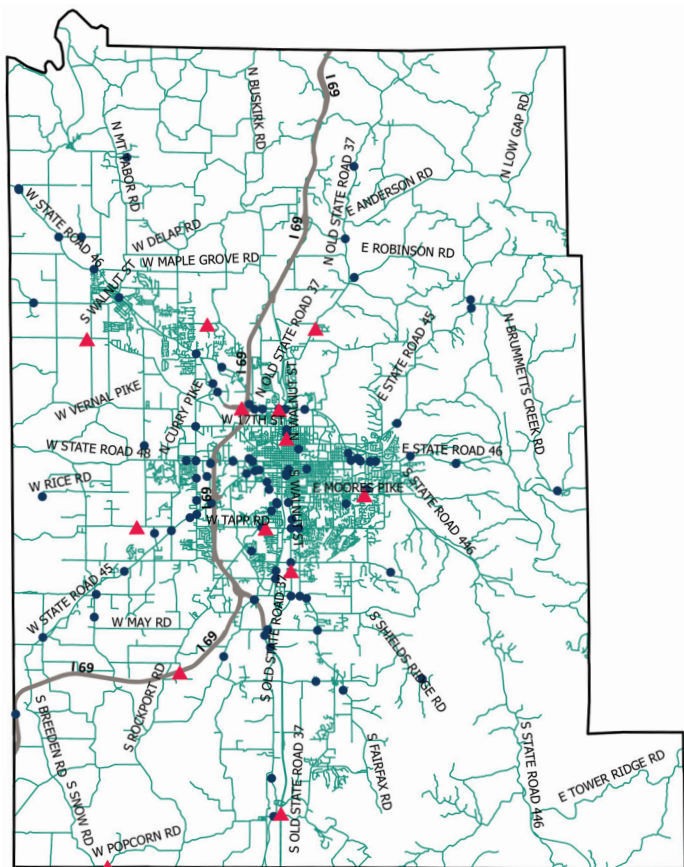 I 69
N BUSKIRK RD
N LOW GAP RD
N MT TABOR RD
N OLD STATE ROAD 37
E ANDERSON RD
W STATE ROAD 46
W DELAP RD
I 69
E ROBINSON RD
W MAPLE GROVE RD
S WALNUT ST
N OLD STATE ROAD 37
E STATE ROAD 45
N BRUMMETTS CREEK RD
I 69
W VERNAL PIKE
N CURRY PIKE
W 17TH ST
N WALNUT ST
W STATE ROAD 48
E STATE ROAD 46
W RICE RD
I 69
E MOORES PIKE
S WALNUT ST
S STATE ROAD 446
W TAPP RD
W STATE ROAD 45
W MAY RD
S OLD STATE ROAD 37
S SHIELDS RIDGE RD
I 69
I 69
S ROCKPORT RD
S BREEDEN RD
S OLD STATE ROAD 37
S FAIRFAX RD
S STATE ROAD 446
E TOWER RIDGE RD
S SNOW RD
W POPCORN RD